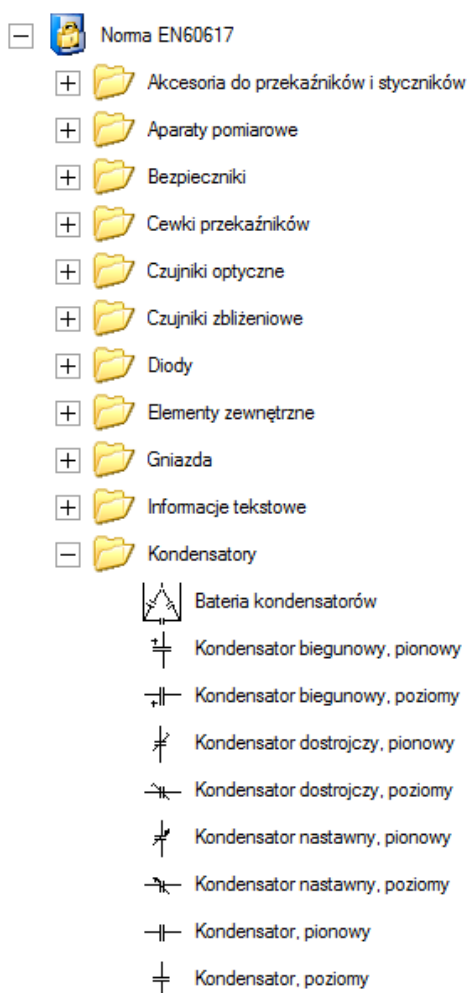 Norma EN60617
Akcesoria do przekaźników i styczników
Aparaty pomiarowe
Bezpieczniki
Cewki przekaźników
Czujniki optyczne
Czujniki zbliżeniowe
Diody
Elementy zewnętrzne
Gniazda
Informacje tekstowe
Kondensatory
Bateria kondensatorów
Kondensator biegunowy, pionowy
Kondensator biegunowy, poziomy
Kondensator dostrojczy, pionowy
Kondensator dostrojczy, poziomy
Kondensator nastawny, pionowy
Kondensator nastawny, poziomy
Kondensator, pionowy
Kondensator, poziomy